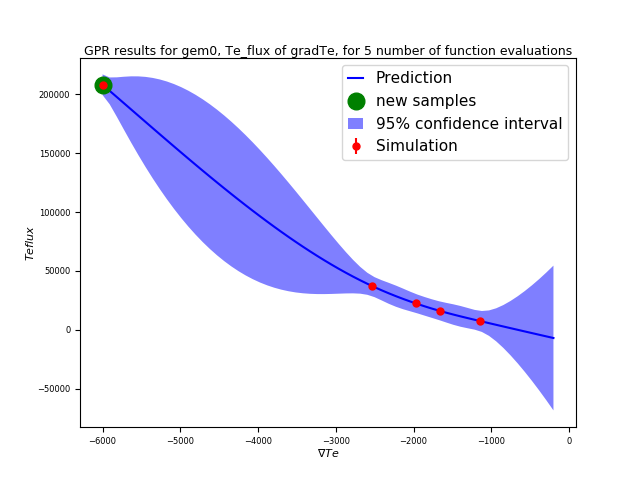 GPR results for gem0, Te_flux of gradTe, for 5 number of function evaluations
Prediction
new samples
95% confidence interval
Simulation
Teflux
200000
150000
100000
50000
0
−50000
−6000 −5000 −4000 −3000 −2000 −1000 0
∇Te